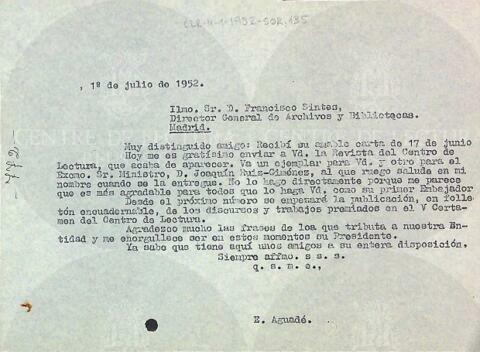 CLR-4-1-1952-SOR.185
, 1º de julio de 1952.
Ilmo. Sr. D. Francisco Sintes,
Director General de Archivos y Bibliotecas.
Madrid.
Muy distinguido amigo: Recibí su amable carta de 17 de junio
Hoy me es gratísimo enviar a Vd. la Revista del Centro de
Lectura, que acaba de aparecer. Va un ejemplar para Vd. y otro para el
Excmo. Sr. Ministro, D. Joaquín Ruiz-Giménez, al que ruego salude en mi
nombre cuando se la entregue. No lo hago directamente porque me parece
que es más agradable para todos que lo haga Vd. como su primer Embajador
Desde el próximo número se empezará la publicación, en folle-
tón encuadernable, de los discursos y trabajos premiados en el V Certa-
men del Centro de Lectura.
Agradezco mucho las frases de loa que tributa a nuestra En-
tidad y me enorgullece ser en estos momentos su Presidente.
Ya sabe que tiene aquí unos amigos a su entera disposición.
Siempre affmo. s. s. s.
q. s. m. e.,
E. Aguadé.